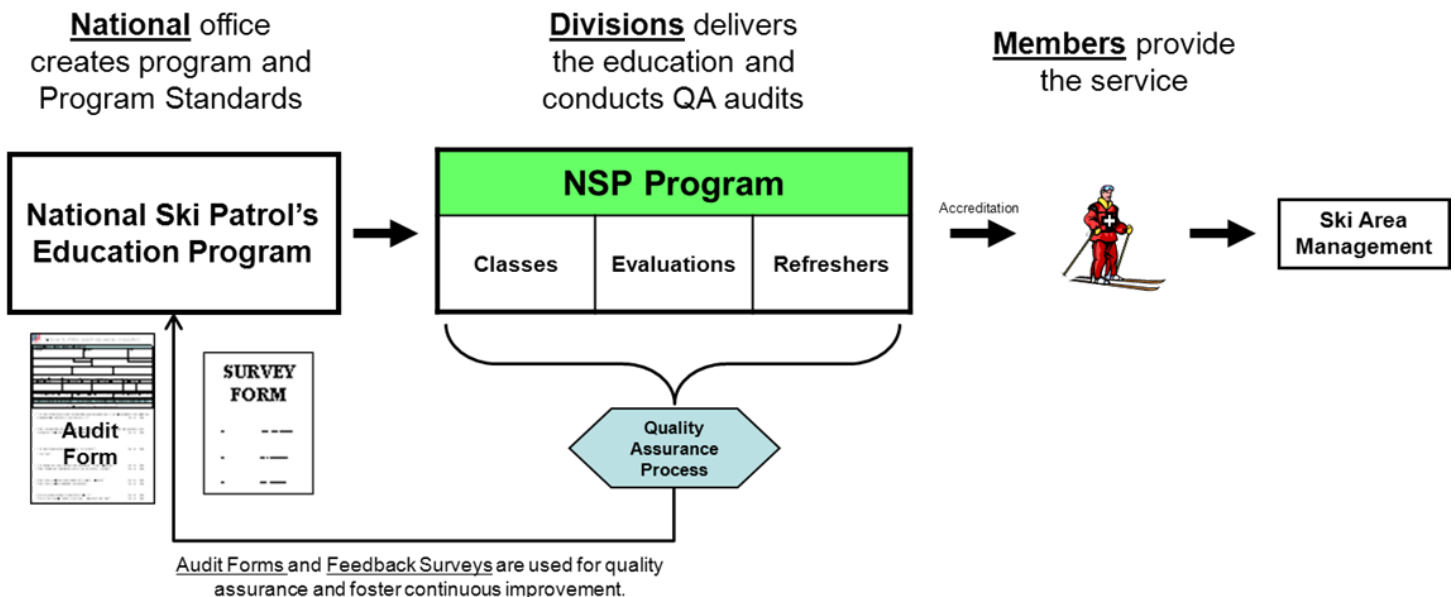 National office
creates program and
Program Standards
Divisions delivers
the education and
conducts QA audits
Members provide
the service
National Ski Patrol's
Education Program
NSP Program
Classes
Evaluations
Refreshers
Accreditation
Ski Area
Management
Audit
Form
SURVEY
FORM
Quality
Assurance
Process
Audit Forms and Feedback Surveys are used for quality
assurance and foster continuous improvement.